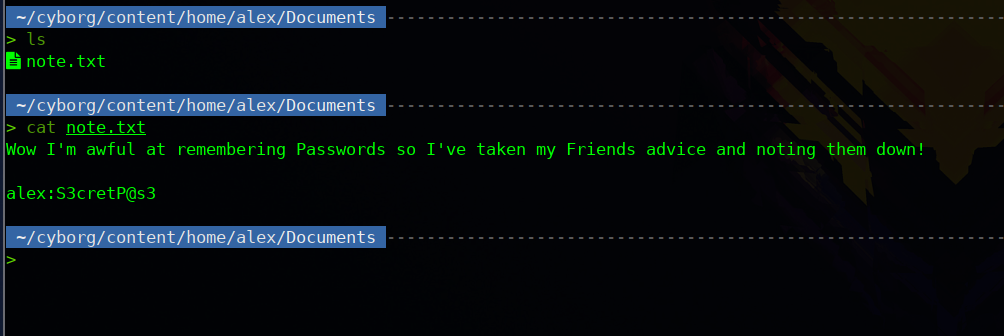 ~/cyborg/content/home/alex/Documents
> ls
note.txt
~/cyborg/content/home/alex/Documents
> cat note.txt
Wow I'm awful at remembering Passwords so I've taken my Friends advice and noting them down!
alex:S3cretP@s3
~/cyborg/content/home/alex/Documents
>